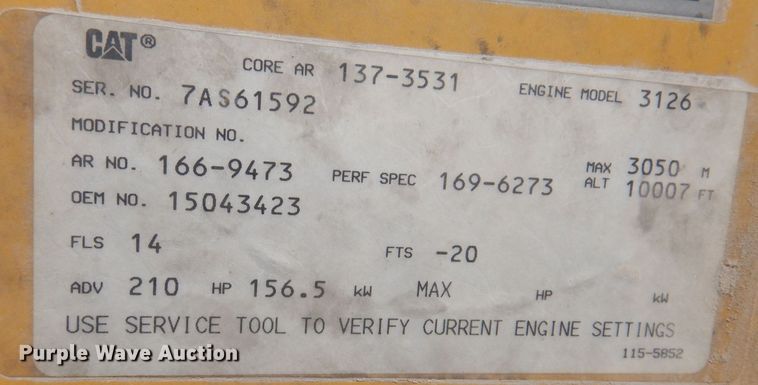 CAT®
CORE AR 137-3531 ENGINE MODEL 3126
SER. NO. 7AS61592
MODIFICATION NO.
AR NO. 166-9473 PERF SPEC 169-6273 MAX ALT 3050 M 10007 FT
OEM NO. 15043423
FLS 14 FTS -20
ADV 210 HP 156.5 kW MAX HP kW
USE SERVICE TOOL TO VERIFY CURRENT ENGINE SETTINGS
115-5852
Purple Wave Auction